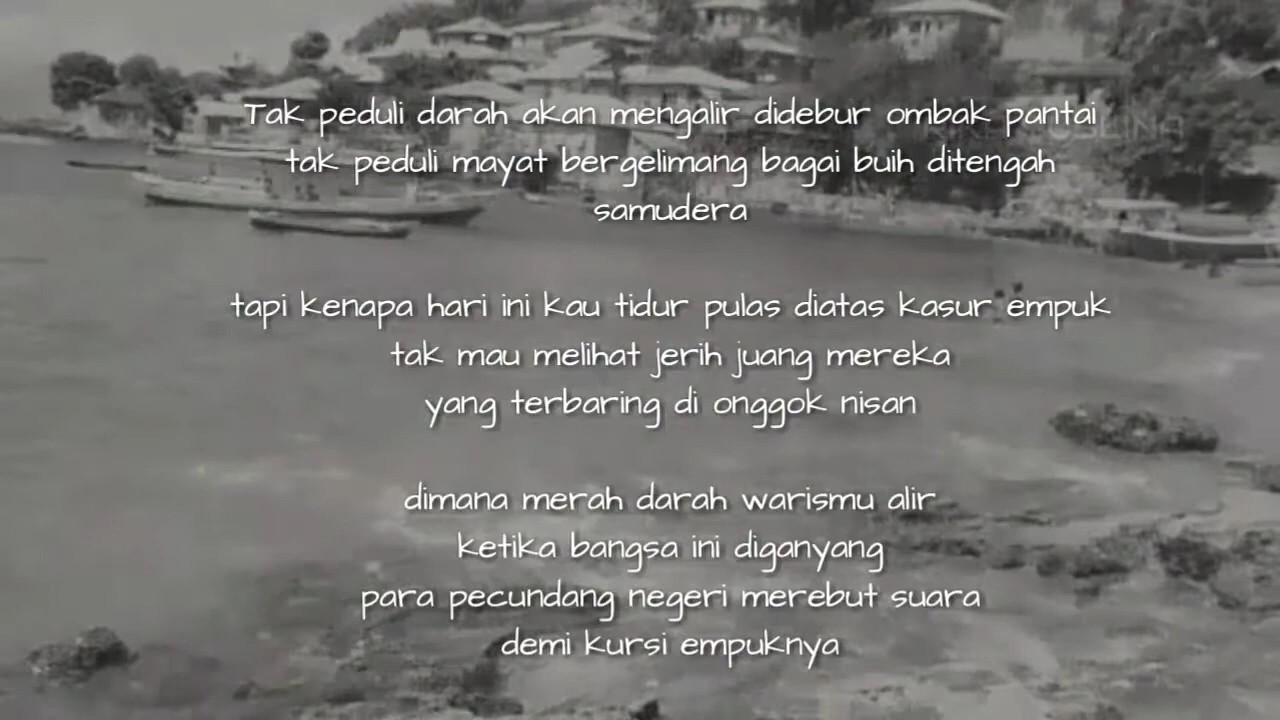 Tak peduli darah akan mengalir didebur ombak pantai
tak peduli mayat bergelimang bagai buih ditengah
samudera
tapi kenapa hari ini kau tidur pulas diatas kasur empuk
tak mau melihat jerih juang mereka
yang terbaring di onggok nisan
dimana merah darah warismu alir
ketika bangsa ini diganyang
para pecundang negeri merebut suara
demi kursi empuknya